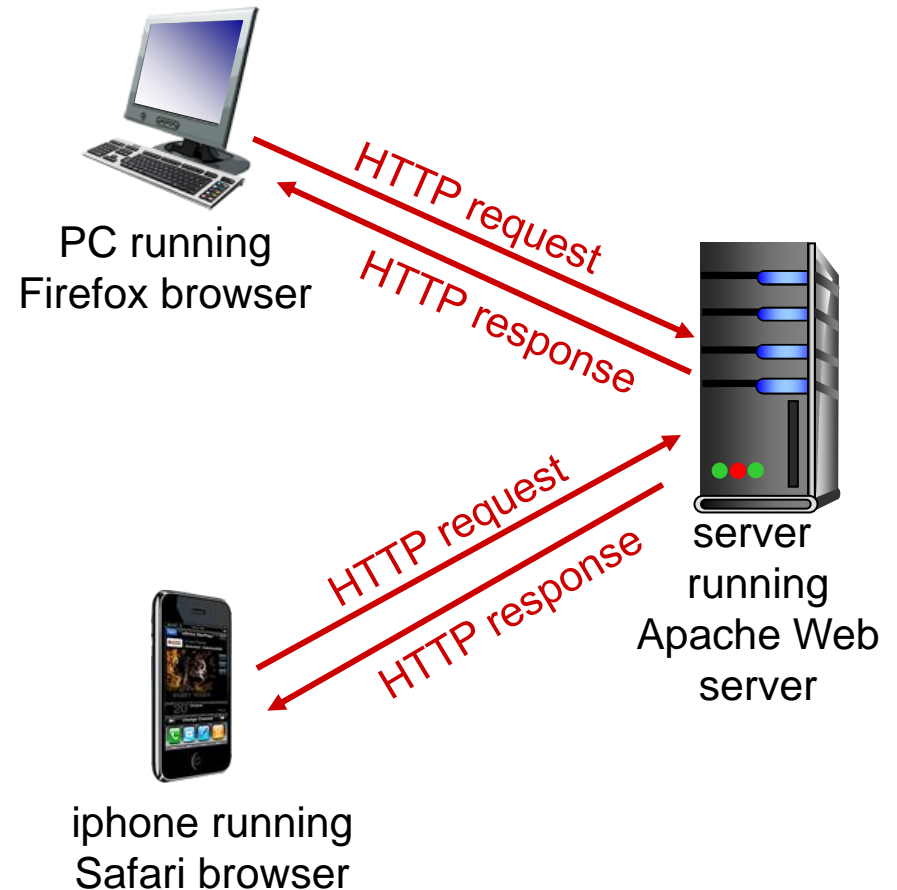 HTTP request
HTTP response
PC running
Firefox browser
HTTP request
HTTP response
server
running
Apache Web
server
iphone running
Safari browser